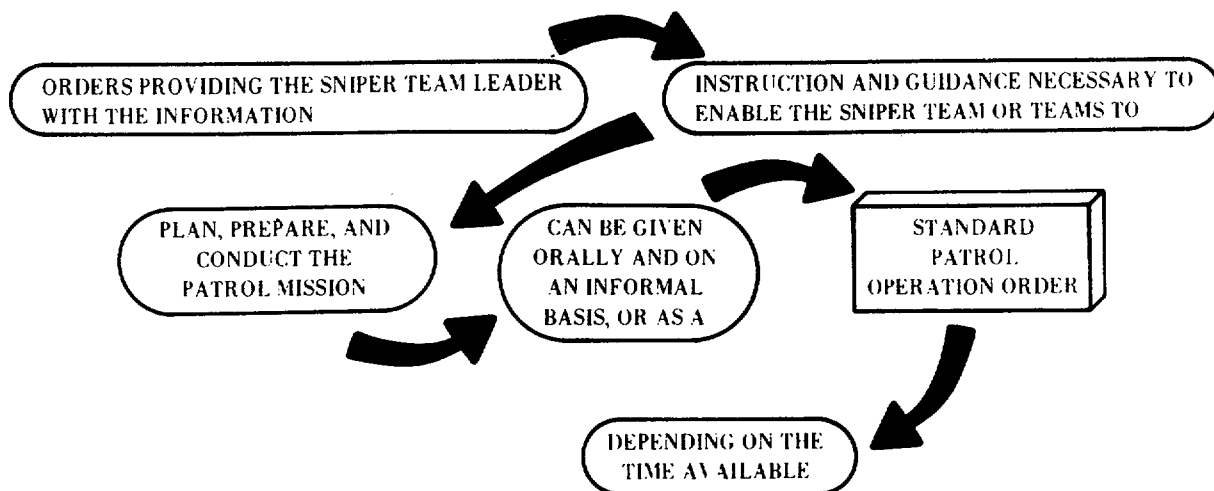 ORDERS PROVIDING THE SNIPER TEAM LEADER
WITH THE INFORMATION
INSTRUCTION AND GUIDANCE NECESSARY TO
ENABLE THE SNIPER TEAM OR TEAMS TO
PLAN, PREPARE, AND
CONDUCT THE
PATROL MISSION
CAN BE GIVEN
ORALLY AND ON
AN INFORMAL
BASIS, OR AS A
STANDARD
PATROL
OPERATION ORDER
DEPENDING ON THE
TIME AVAILABLE